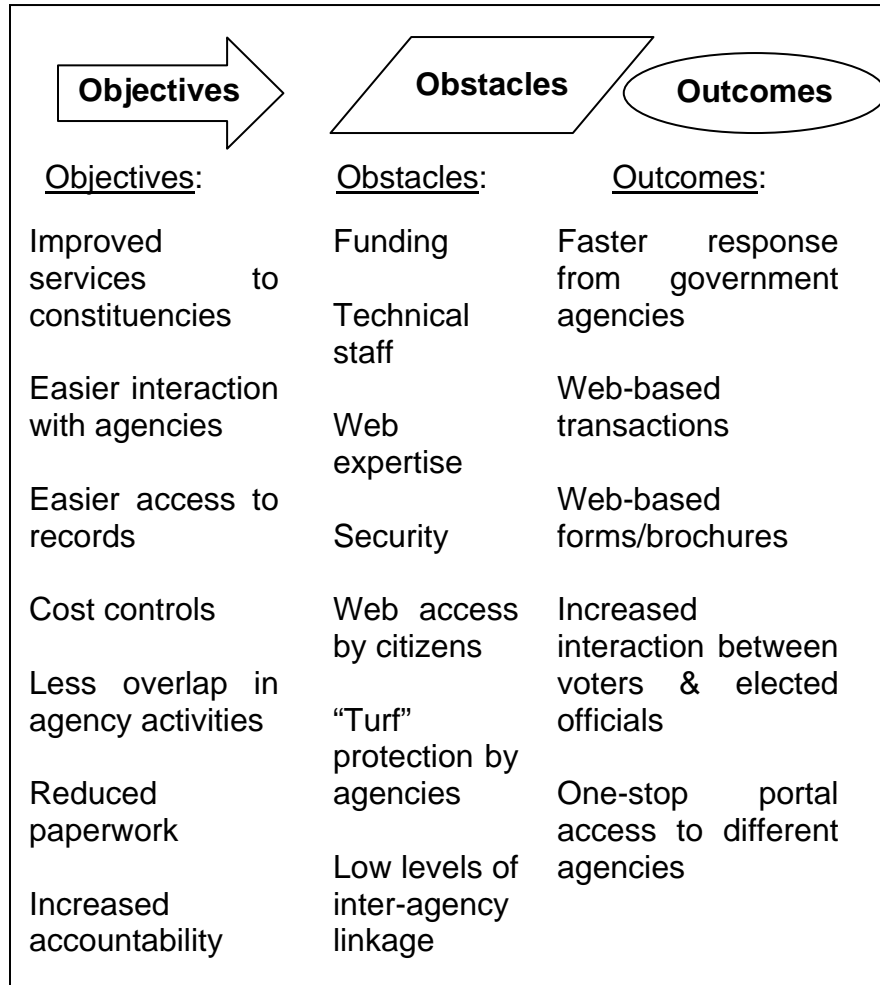 Objectives
Obstacles
Outcomes
Objectives:
Improved
services to
constituencies
Easier interaction
with agencies
Easier access to
records
Cost controls
Less overlap in
agency activities
Reduced
paperwork
Increased
accountability
Obstacles:
Funding
Technical
staff
Web
expertise
Security
Web access
by citizens
“Turf”
protection by
agencies
Low levels of
inter-agency
linkage
Outcomes:
Faster response
from government
agencies
Web-based
transactions
Web-based
forms/brochures
Increased
interaction between
voters & elected
officials
One-stop portal
access to different
agencies